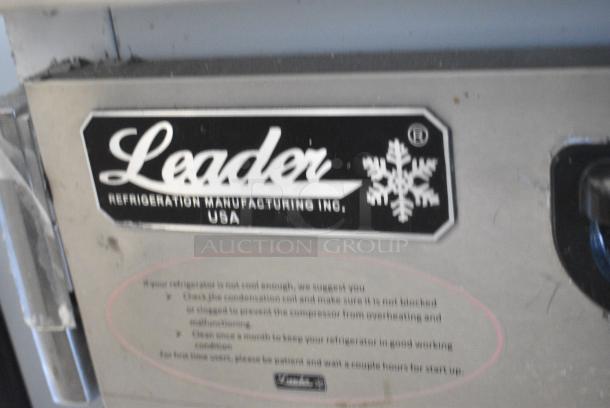 Leader
®
REFRIGERATION MANUFACTURING INC.
USA
PCI
AUCTION GROUP
If your refrigerator is not cool enough, we suggest you
➤ Check the condensation coil and make sure it is not blocked
or clogged to prevent the compressor from overheating and
malfunctioning.
➤ Clean once a month to keep your refrigerator in good working
condition
For first time users, please be patient and wait a couple hours for start up.
Leader